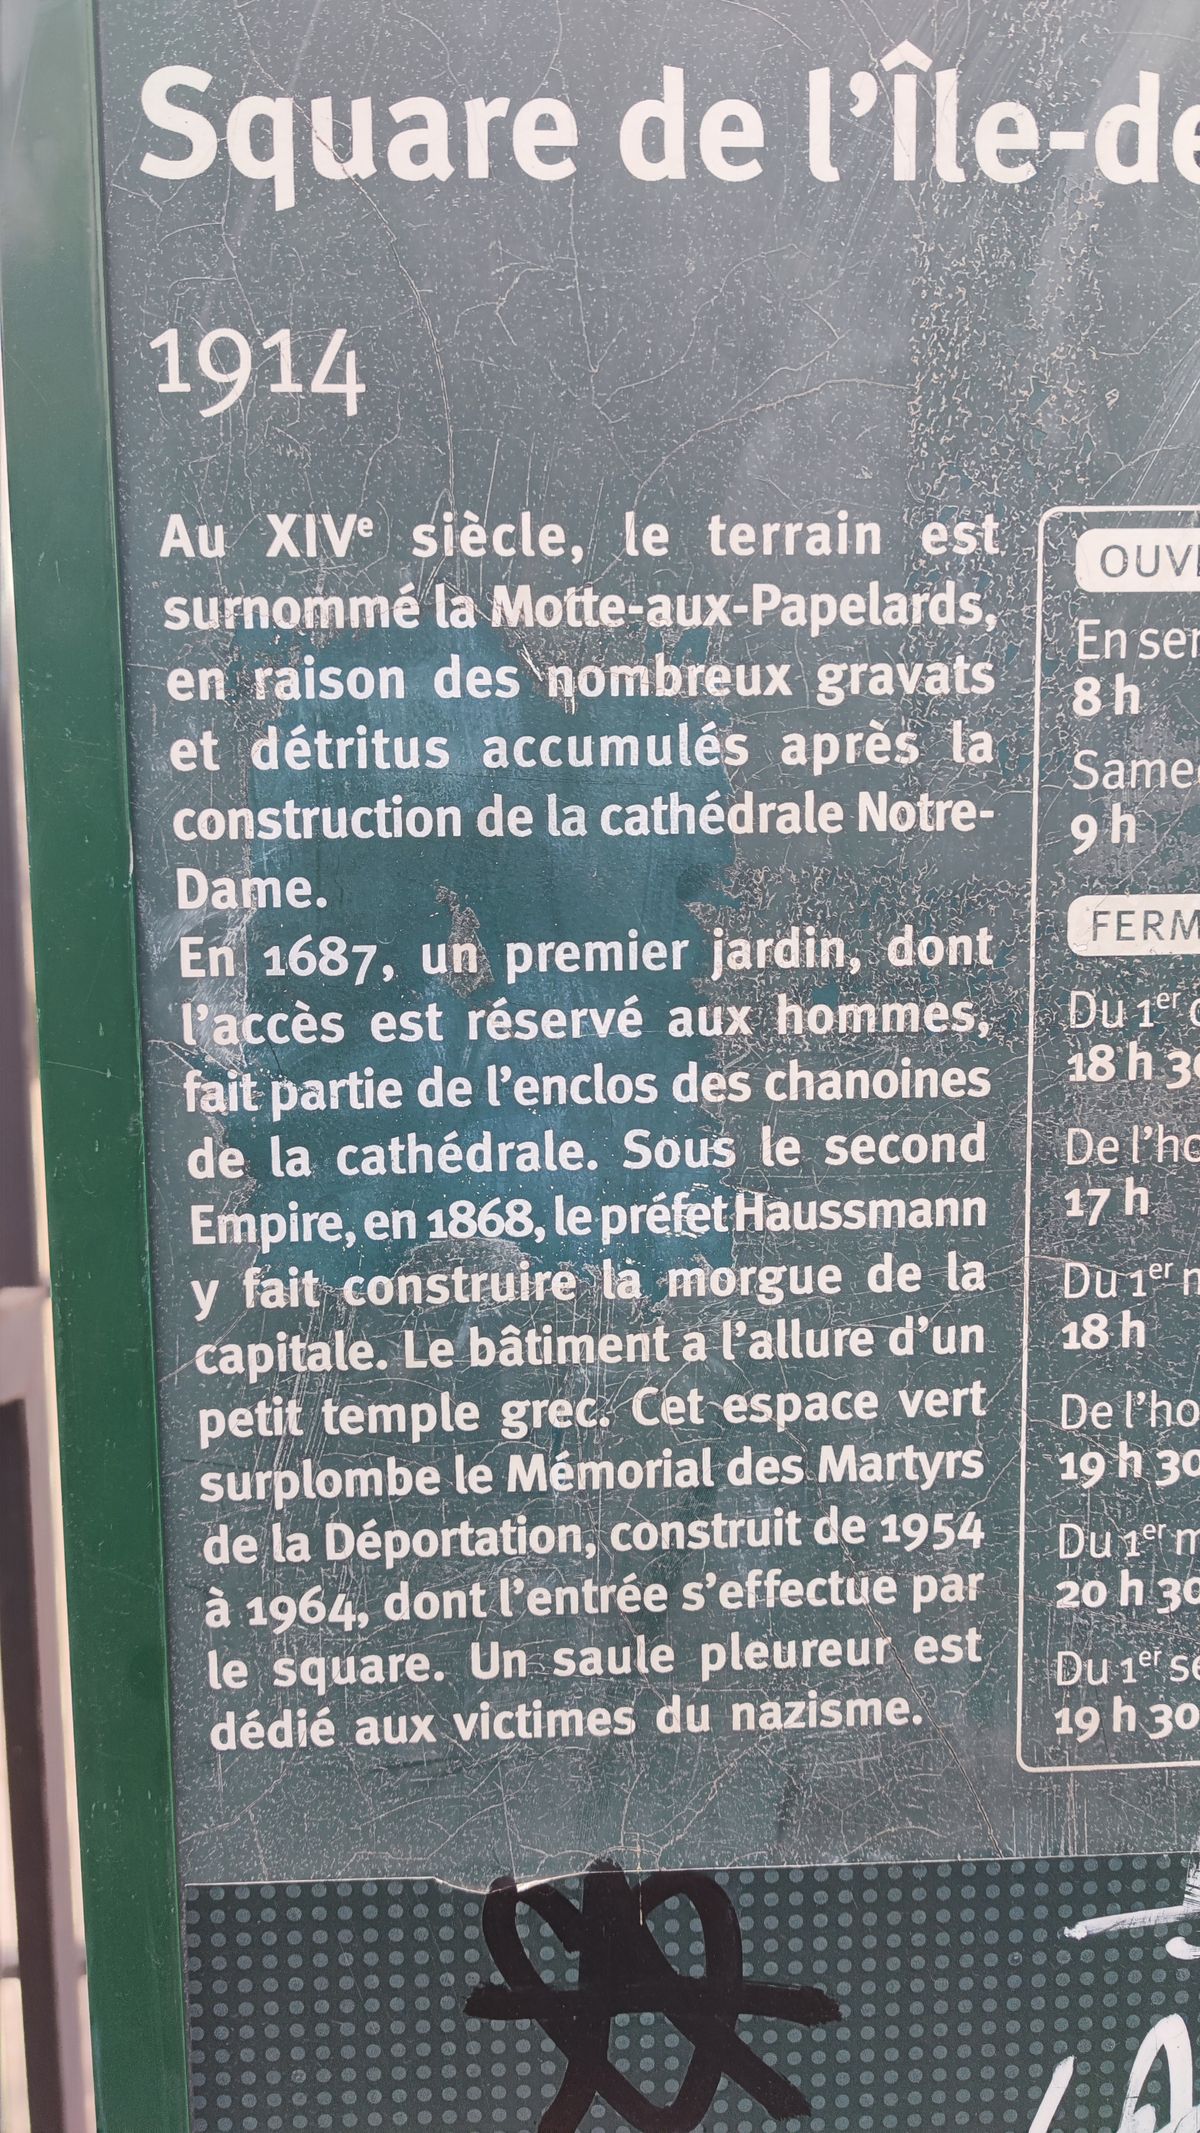 Square de l'Île-de
1914
Au XIVe siècle, le terrain est
surnommé la Motte-aux-Papelards,
en raison des nombreux gravats
et détritus accumulés après la
construction de la cathédrale Notre-
Dame.
En 1687, un premier jardin, dont
l'accès est réservé aux hommes,
fait partie de l'enclos des chanoines
de la cathédrale. Sous le second
Empire, en 1868, le préfet Haussmann
y fait construire la morgue de la
capitale. Le bâtiment a l'allure d'un
petit temple grec. Cet espace vert
surplombe le Mémorial des Martyrs
de la Déportation, construit de 1954
à 1964, dont l'entrée s'effectue par
le square. Un saule pleureur est
dédié aux victimes du nazisme.
OUV
En se
8 h
Same
9 h
FERM
Du 1er
18 h 30
De l'h
17 h
Du 1er m
18 h
De l'ho
19 h 30
Du 1er m
20 h 30
Du 1er se
19 h 30